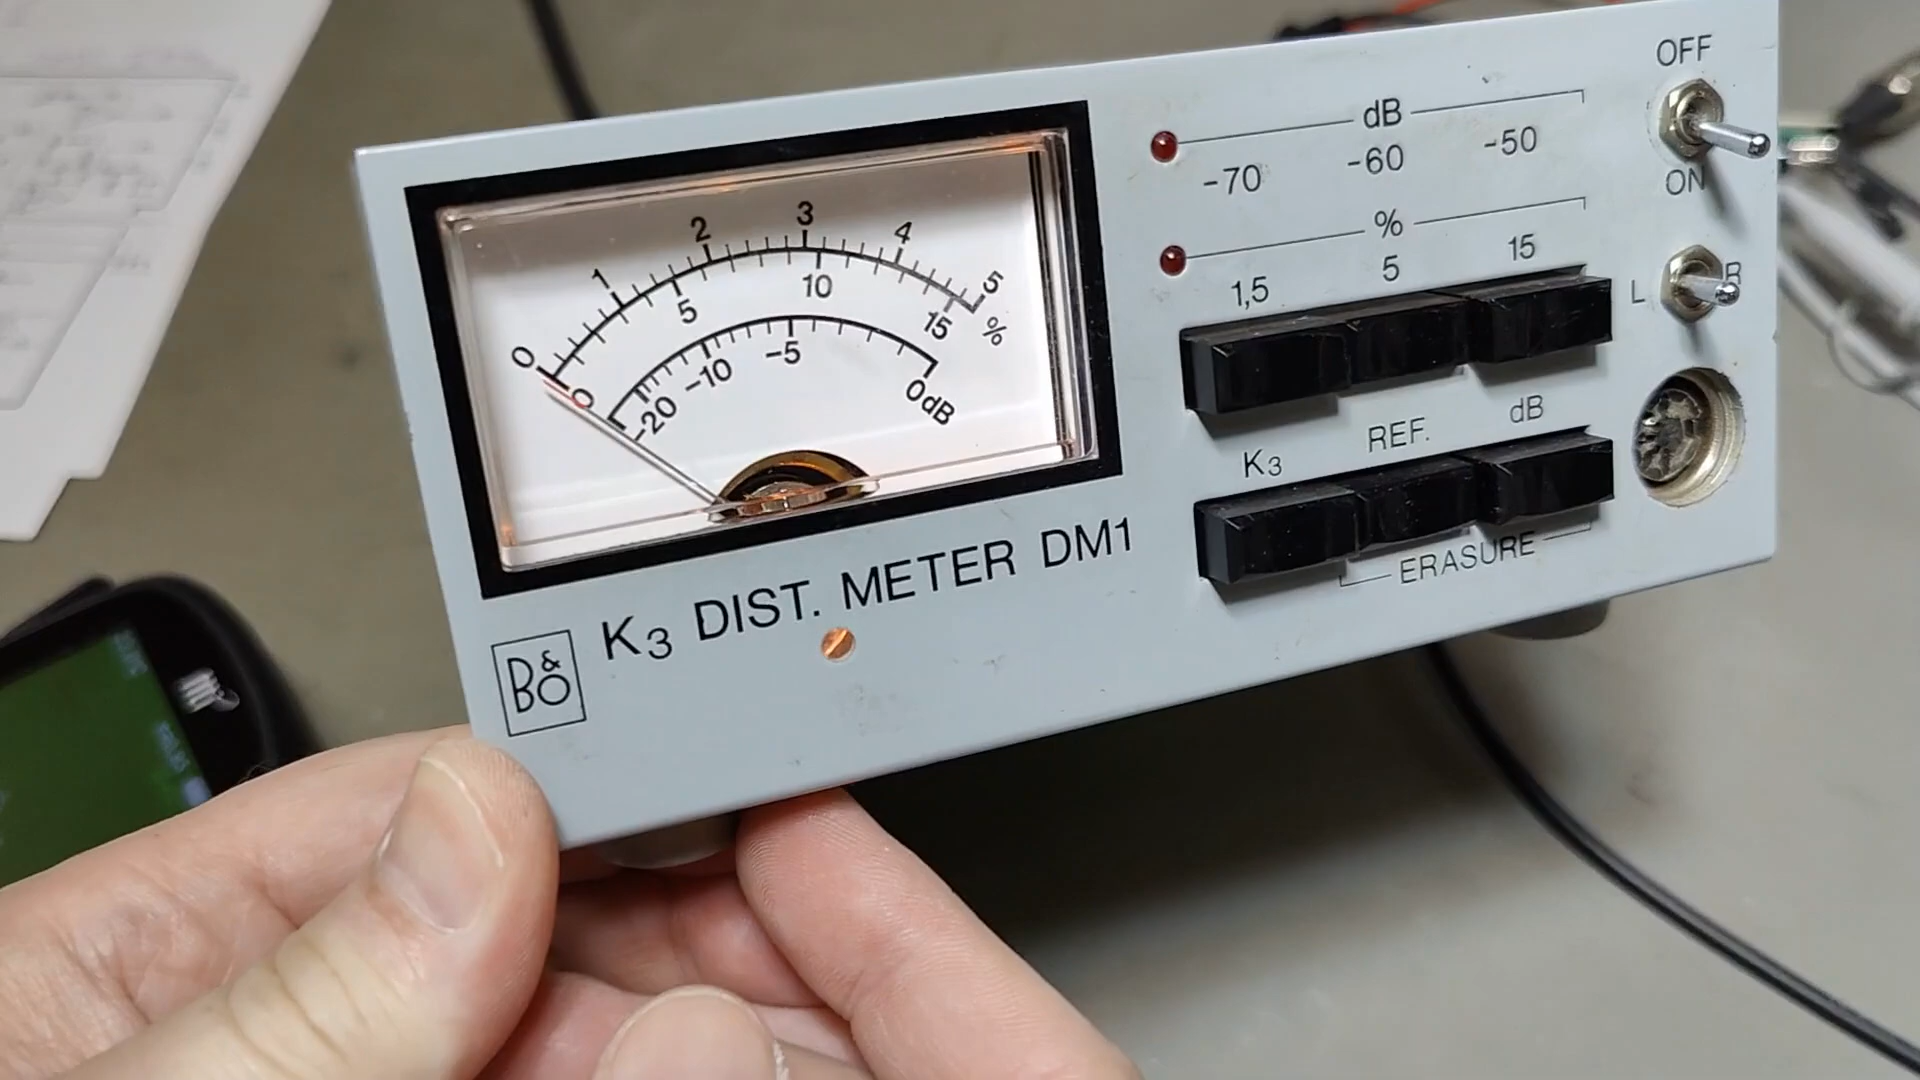 0 1 2 3 4 5 %
0 5 10 15
-20 -10 -5 0dB
K3 DIST. METER DM1
B&O
dB
-70 -60 -50
%
1,5 5 15
K3 REF. dB
ERASURE
OFF
ON
L R